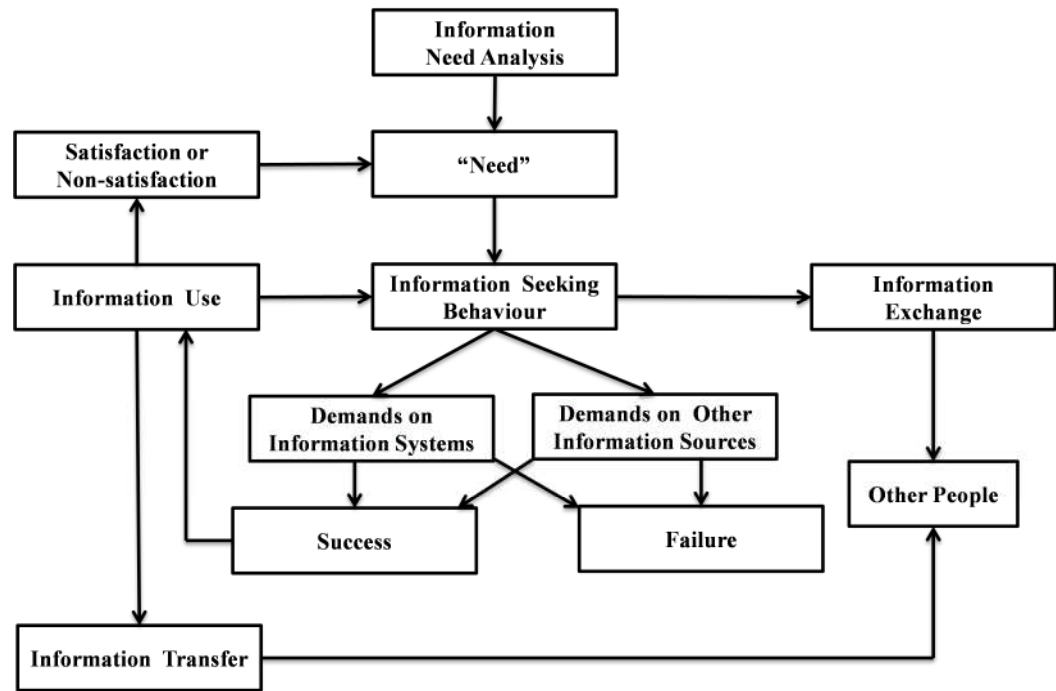 Information
Need Analysis
Satisfaction or
Non-satisfaction
“Need”
Information Use
Information Seeking
Behaviour
Information
Exchange
Demands on
Information Systems
Demands on Other
Information Sources
Other People
Success
Failure
Information Transfer